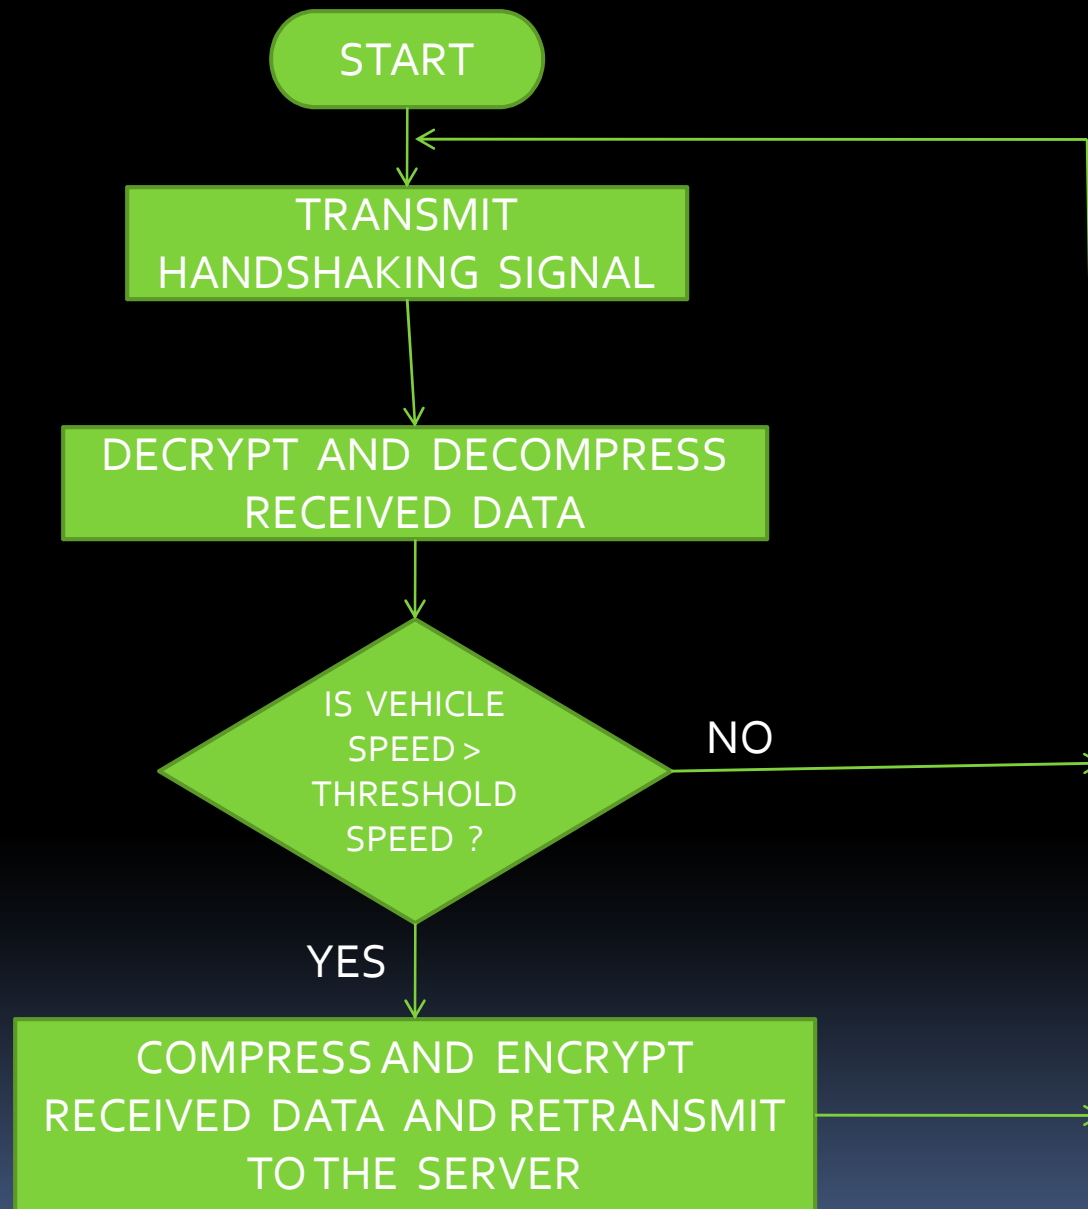 START
TRANSMIT
HANDSHAKING SIGNAL
DECRYPT AND DECOMPRESS
RECEIVED DATA
IS VEHICLE
SPEED >
THRESHOLD
SPEED ?
NO
YES
COMPRESS AND ENCRYPT
RECEIVED DATA AND RETRANSMIT
TO THE SERVER